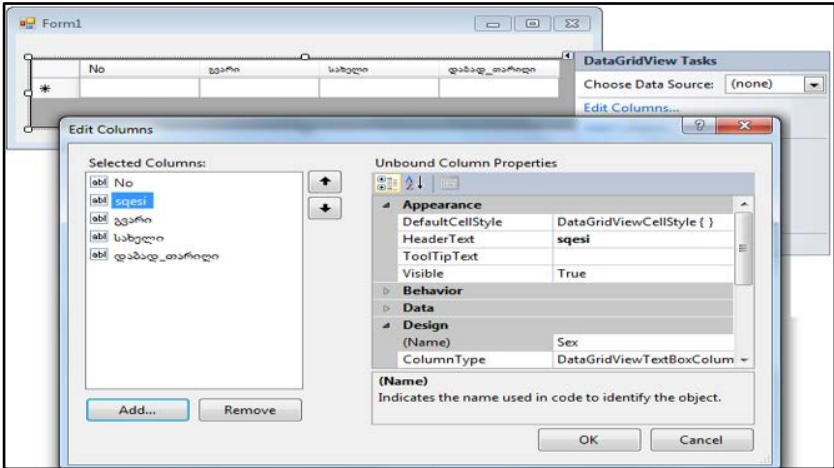 Form1
DataGridView Tasks
No გვარი სახელი დაბად_თარიღი
Choose Data Source: (none)
Edit Columns...
Edit Columns
Selected Columns:
Unbound Column Properties
No
sqesi
გვარი
სახელი
დაბად_თარიღი
Appearance
DefaultCellStyle DataGridViewCellStyle { }
HeaderText sqesi
ToolTipText
Visible True
Behavior
Data
Design
(Name) Sex
ColumnType DataGridViewTextBoxColum
(Name)
Indicates the name used in code to identify the object.
Add... Remove
OK Cancel